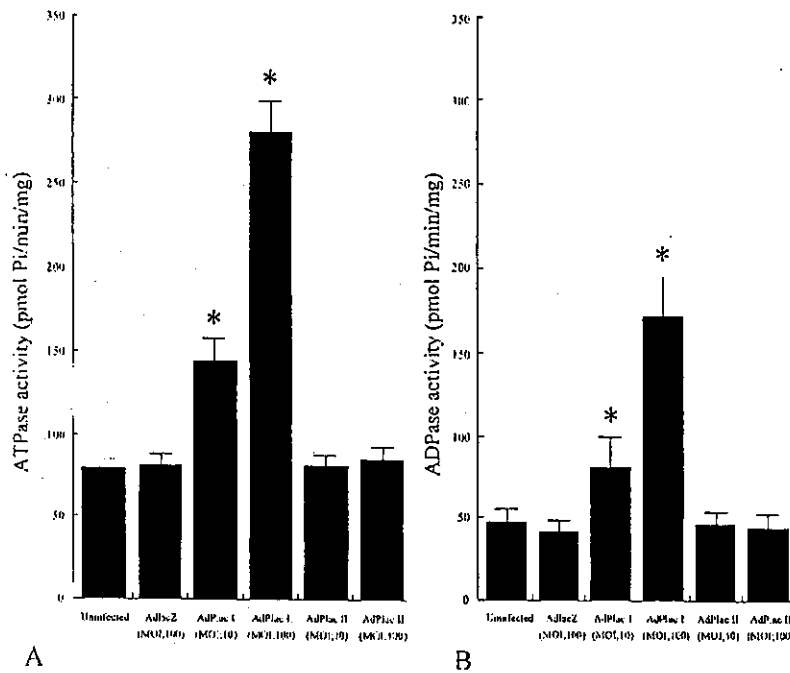 ATPase activity (pmol Pi/min/mg)
350
300
250
200
150
100
50
0
*
*
Uninfected
AdlacZ
(MOI;100)
AdPlac I
(MOI;10)
AdPlac I
(MOI;100)
AdPlac II
(MOI;10)
AdPlac II
(MOI;100)
A
ADPase activity (pmol Pi/min/mg)
350
300
250
200
150
100
50
0
*
*
Uninfected
AdlacZ
(MOI;100)
AdPlac I
(MOI;10)
AdPlac I
(MOI;100)
AdPlac II
(MOI;10)
AdPlac II
(MOI;100)
B